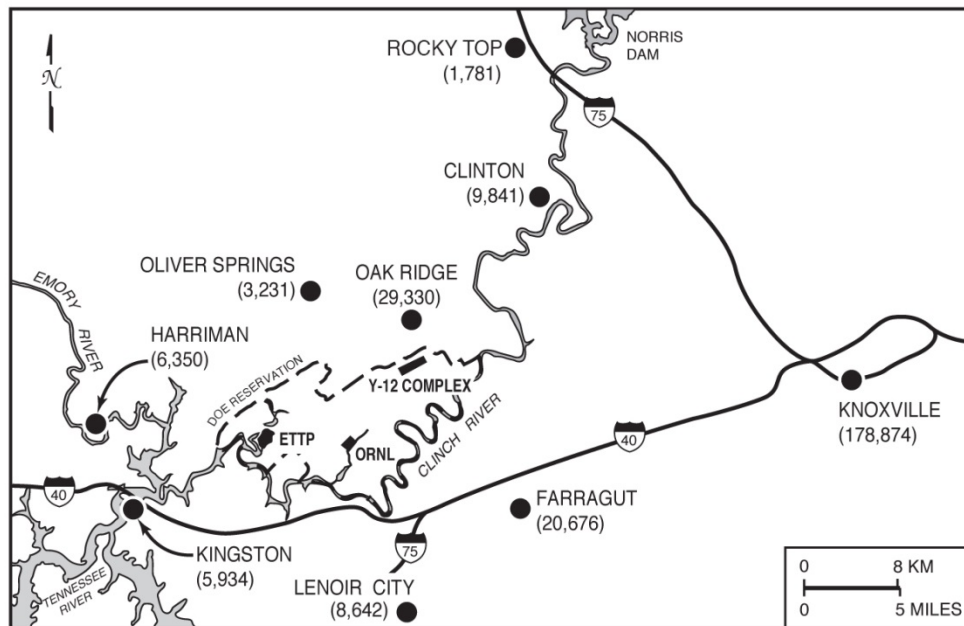 ROCKY TOP
(1,781)
NORRIS
DAM
N
75
CLINTON
(9,841)
OLIVER SPRINGS
(3,231)
OAK RIDGE
(29,330)
EMORY
RIVER
HARRIMAN
(6,350)
DOE RESERVATION
Y-12 COMPLEX
ETTP
ORNL
CLINCH RIVER
KNOXVILLE
(178,874)
40
40
FARRAGUT
(20,676)
KINGSTON
(5,934)
75
TENNESSEE
RIVER
LENOIR CITY
(8,642)
0 8 KM
0 5 MILES